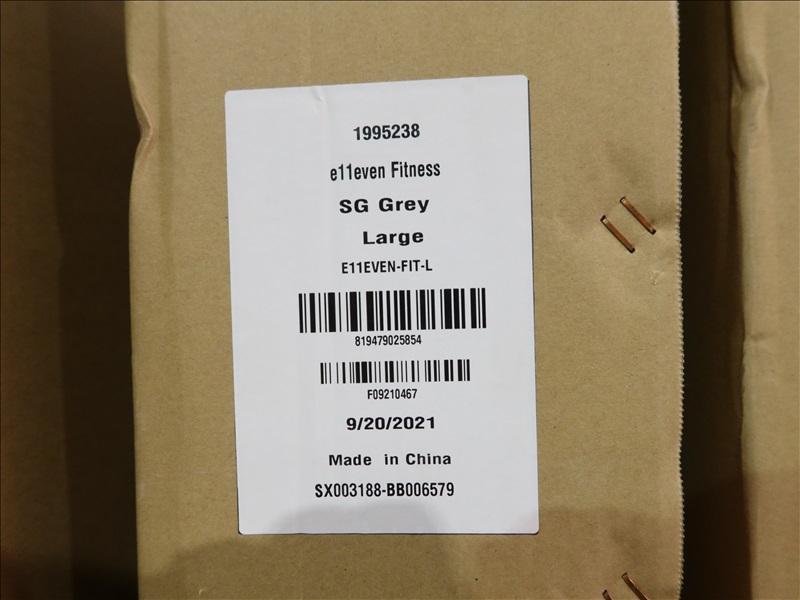 1995238
e11even Fitness
SG Grey
Large
E11EVEN-FIT-L
819479025854
F09210467
9/20/2021
Made in China
SX003188-BB006579